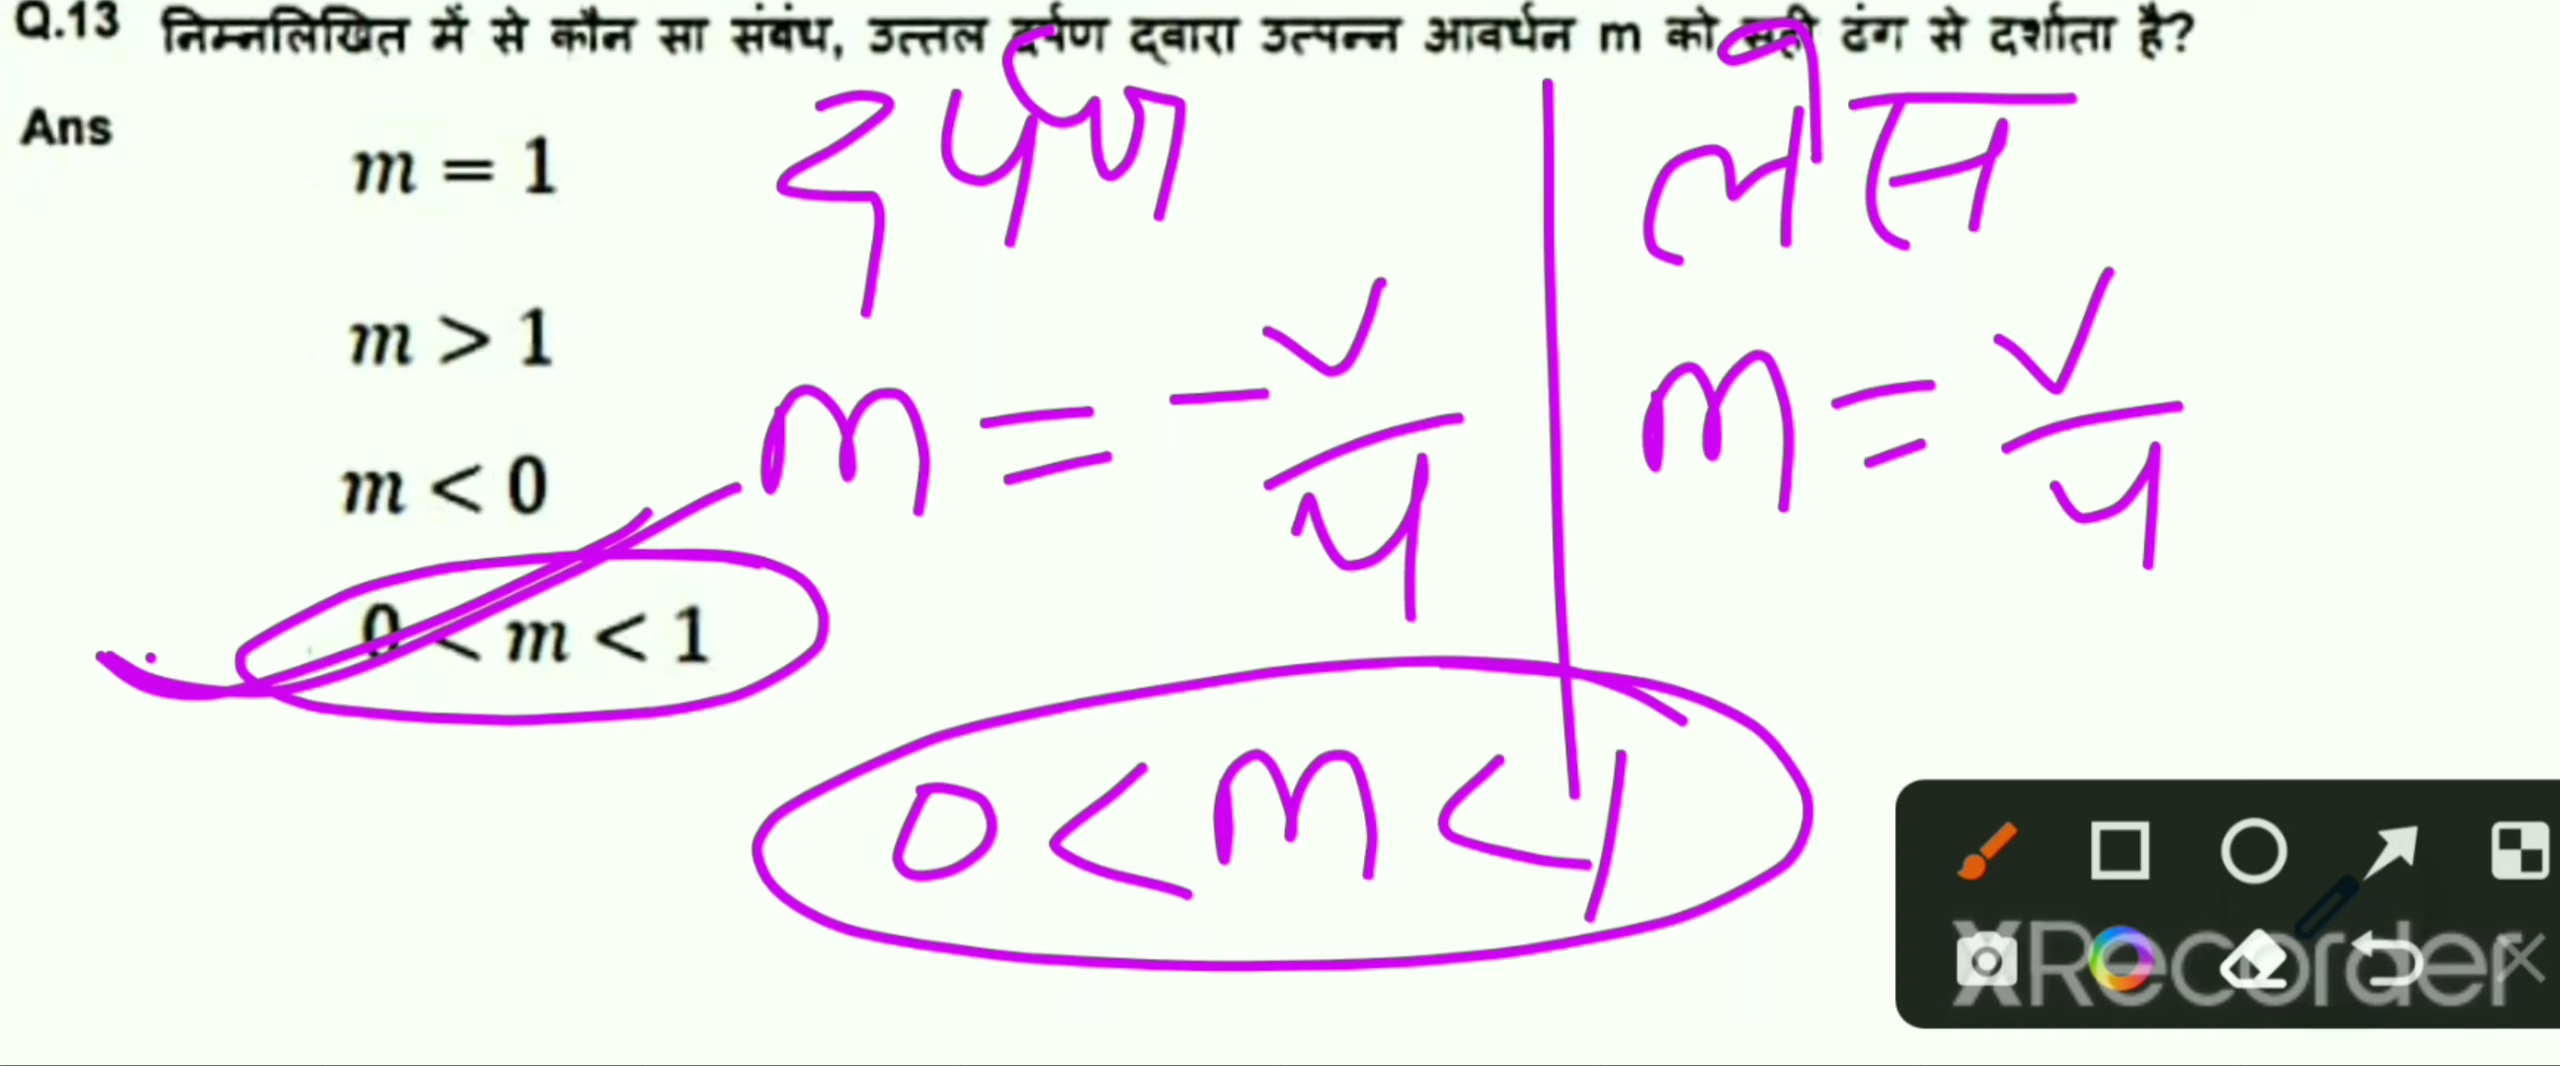 Q.13 निम्नलिखित में से कौन सा संबंध, उत्तल दर्पण द्वारा उत्पन्न आवर्धन m को सही ढंग से दर्शाता है?
Ans
m = 1
m > 1
m < 0
0 < m < 1
दर्पण
m = -v/u
लेंस
m = v/u
0 < m < 1
XRecorder